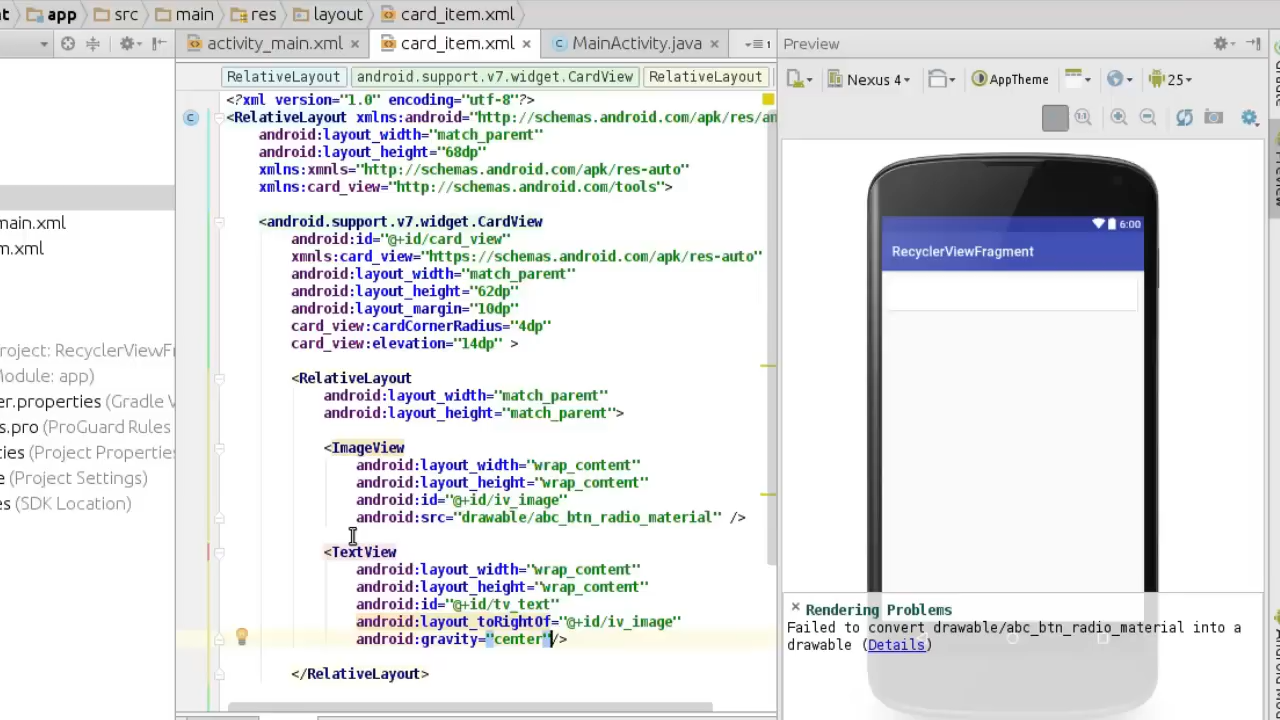 app src main res layout card_item.xml
activity_main.xml card_item.xml MainActivity.java Preview
Nexus 4 AppTheme 25
RelativeLayout android.support.v7.widget.CardView RelativeLayout
<?xml version="1.0" encoding="utf-8"?>
<RelativeLayout xmlns:android="http://schemas.android.com/apk/res/an
android:layout_width="match_parent"
android:layout_height="68dp"
xmlns:xmnls="http://schemas.android.com/apk/res-auto"
xmlns:card_view="http://schemas.android.com/tools">
<android.support.v7.widget.CardView
android:id="@+id/card_view"
xmnls:card_view="https://schemas.android.com/apk/res-auto"
android:layout_width="match_parent"
android:layout_height="62dp"
android:layout_margin="10dp"
card_view:cardCornerRadius="4dp"
card_view:elevation="14dp" >
<RelativeLayout
android:layout_width="match_parent"
android:layout_height="match_parent">
<ImageView
android:layout_width="wrap_content"
android:layout_height="wrap_content"
android:id="@+id/iv_image"
android:src="drawable/abc_btn_radio_material" />
<TextView
android:layout_width="wrap_content"
android:layout_height="wrap_content"
android:id="@+id/tv_text"
android:layout_toRightOf="@+id/iv_image"
android:gravity="center"/>
</RelativeLayout>
main.xml
m.xml
roject: RecyclerViewFr
Module: app)
er.properties (Gradle V
s.pro (ProGuard Rules
ties (Project Properties
e (Project Settings)
es (SDK Location)
6:00
RecyclerViewFragment
Rendering Problems
Failed to convert drawable/abc_btn_radio_material into a
drawable (Details)